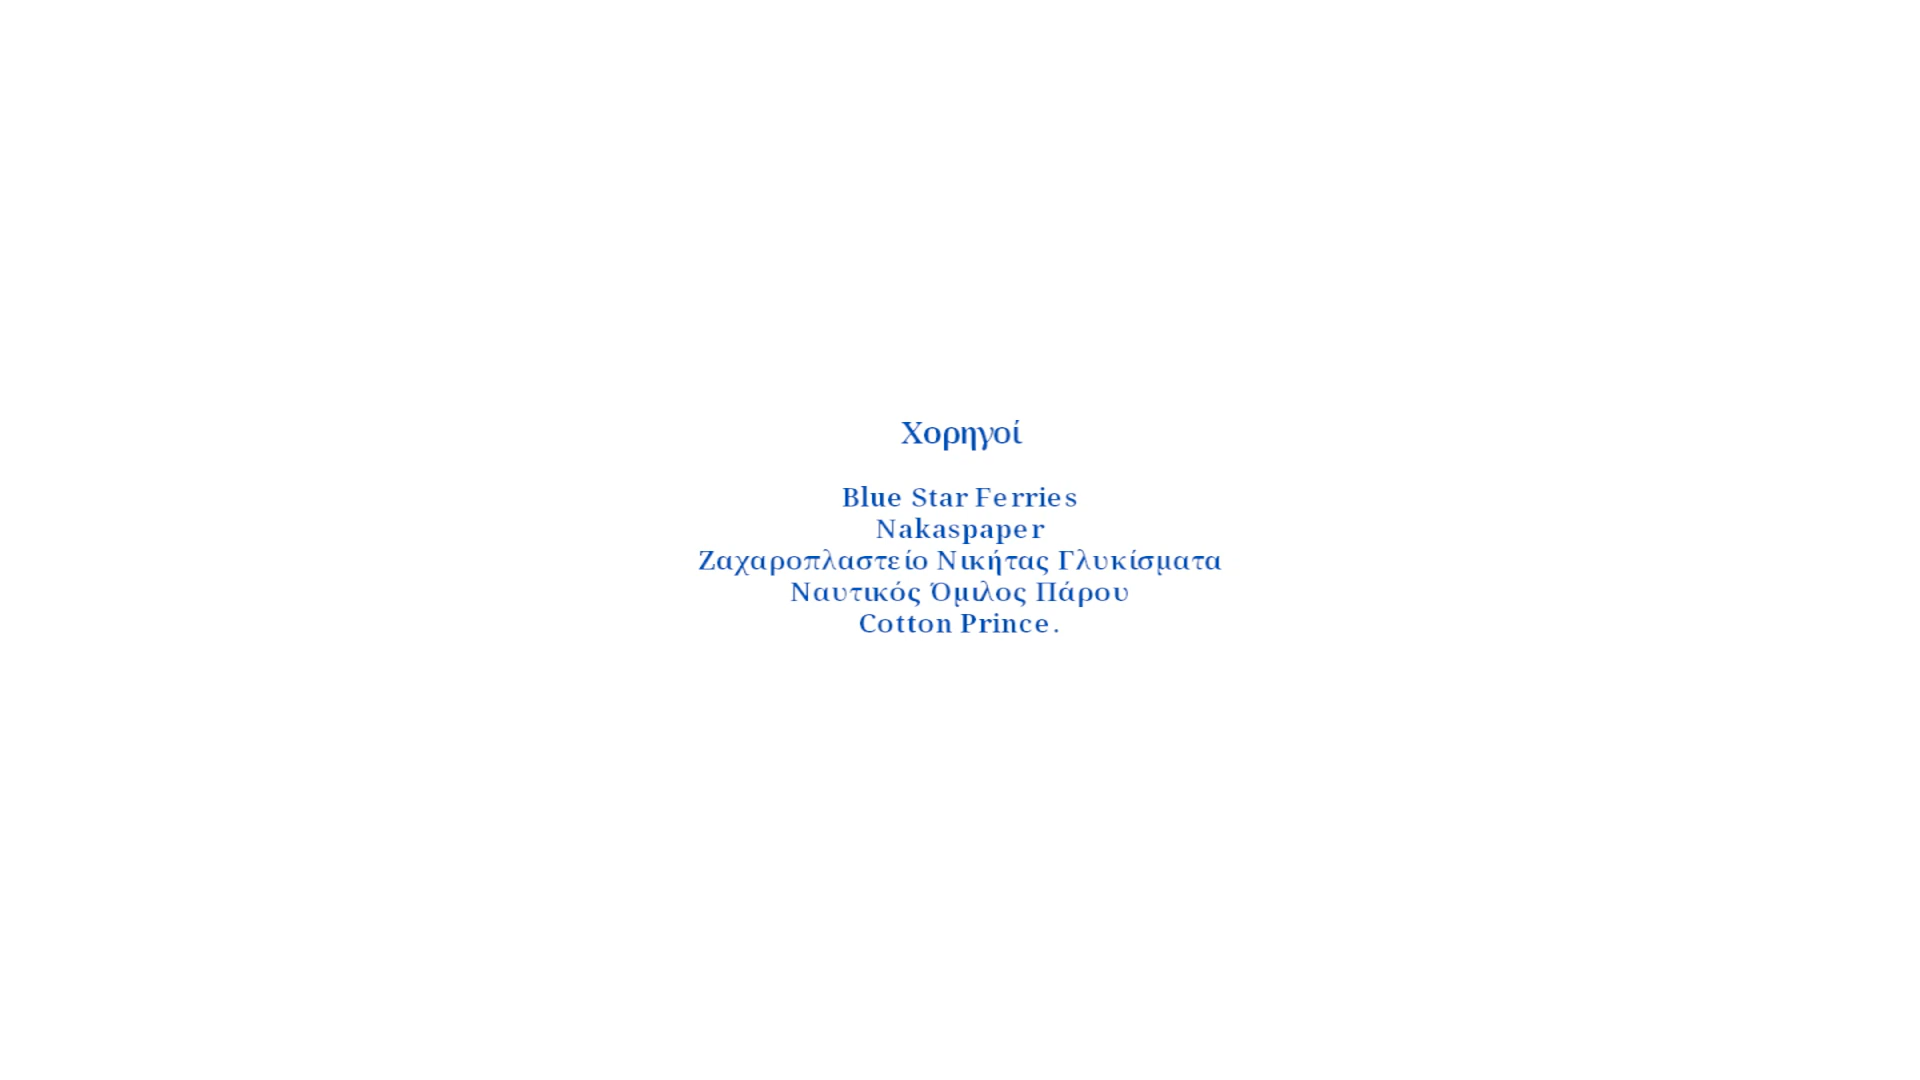 Χορηγοί
Blue Star Ferries
Nakaspaper
Ζαχαροπλαστείο Νικήτας Γλυκίσματα
Ναυτικός Όμιλος Πάρου
Cotton Prince.